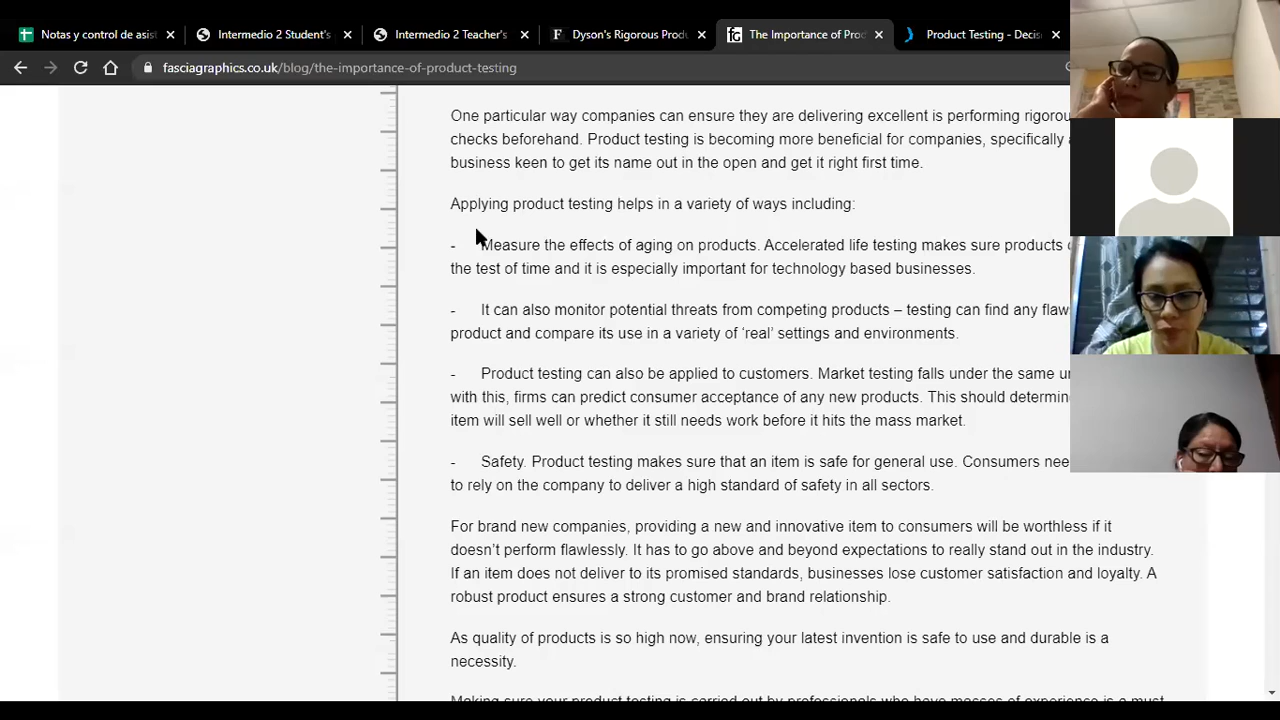 Notas y control de asist
Intermedio 2 Student's
Intermedio 2 Teacher's
Dyson's Rigorous Produ
fG The Importance of Prod
Product Testing - Decisi
fasciagraphics.co.uk/blog/the-importance-of-product-testing
One particular way companies can ensure they are delivering excellent is performing
checks beforehand. Product testing is becoming more beneficial for companies, specifically
business keen to get its name out in the open and get it right first time.
Applying product testing helps in a variety of ways including:
- Measure the effects of aging on products. Accelerated life testing makes sure products
the test of time and it is especially important for technology based businesses.
- It can also monitor potential threats from competing products – testing can find any
product and compare its use in a variety of ‘real’ settings and environments.
- Product testing can also be applied to customers. Market testing falls under the same
with this, firms can predict consumer acceptance of any new products. This should
item will sell well or whether it still needs work before it hits the mass market.
- Safety. Product testing makes sure that an item is safe for general use. Consumers
to rely on the company to deliver a high standard of safety in all sectors.
For brand new companies, providing a new and innovative item to consumers will be worthless if it
doesn't perform flawlessly. It has to go above and beyond expectations to really stand out in the industry.
If an item does not deliver to its promised standards, businesses lose customer satisfaction and loyalty. A
robust product ensures a strong customer and brand relationship.
As quality of products is so high now, ensuring your latest invention is safe to use and durable is a
necessity.